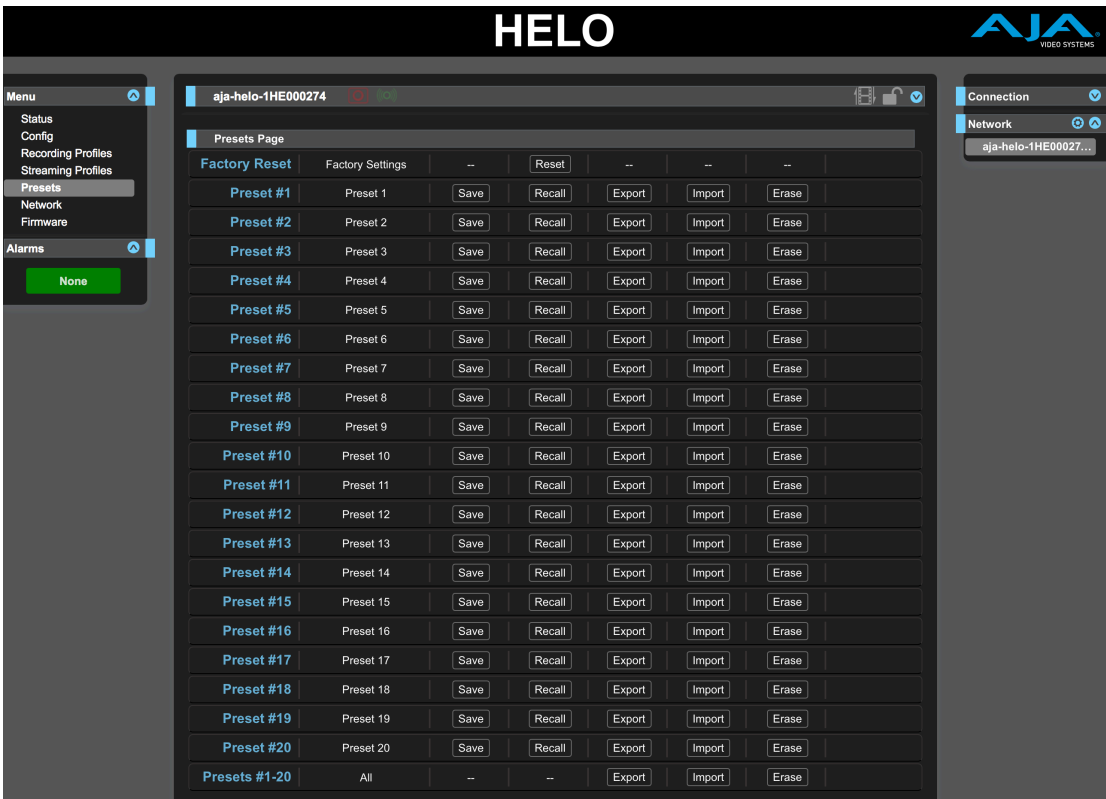 HELO
AJA
VIDEO SYSTEMS
Menu
Status
Config
Recording Profiles
Streaming Profiles
Presets
Network
Firmware
Alarms
None
aja-helo-1HE000274
Presets Page
Factory Reset Factory Settings -- Reset -- -- --
Preset #1 Preset 1 Save Recall Export Import Erase
Preset #2 Preset 2 Save Recall Export Import Erase
Preset #3 Preset 3 Save Recall Export Import Erase
Preset #4 Preset 4 Save Recall Export Import Erase
Preset #5 Preset 5 Save Recall Export Import Erase
Preset #6 Preset 6 Save Recall Export Import Erase
Preset #7 Preset 7 Save Recall Export Import Erase
Preset #8 Preset 8 Save Recall Export Import Erase
Preset #9 Preset 9 Save Recall Export Import Erase
Preset #10 Preset 10 Save Recall Export Import Erase
Preset #11 Preset 11 Save Recall Export Import Erase
Preset #12 Preset 12 Save Recall Export Import Erase
Preset #13 Preset 13 Save Recall Export Import Erase
Preset #14 Preset 14 Save Recall Export Import Erase
Preset #15 Preset 15 Save Recall Export Import Erase
Preset #16 Preset 16 Save Recall Export Import Erase
Preset #17 Preset 17 Save Recall Export Import Erase
Preset #18 Preset 18 Save Recall Export Import Erase
Preset #19 Preset 19 Save Recall Export Import Erase
Preset #20 Preset 20 Save Recall Export Import Erase
Presets #1-20 All -- -- Export Import Erase
Connection
Network
aja-helo-1HE00027...